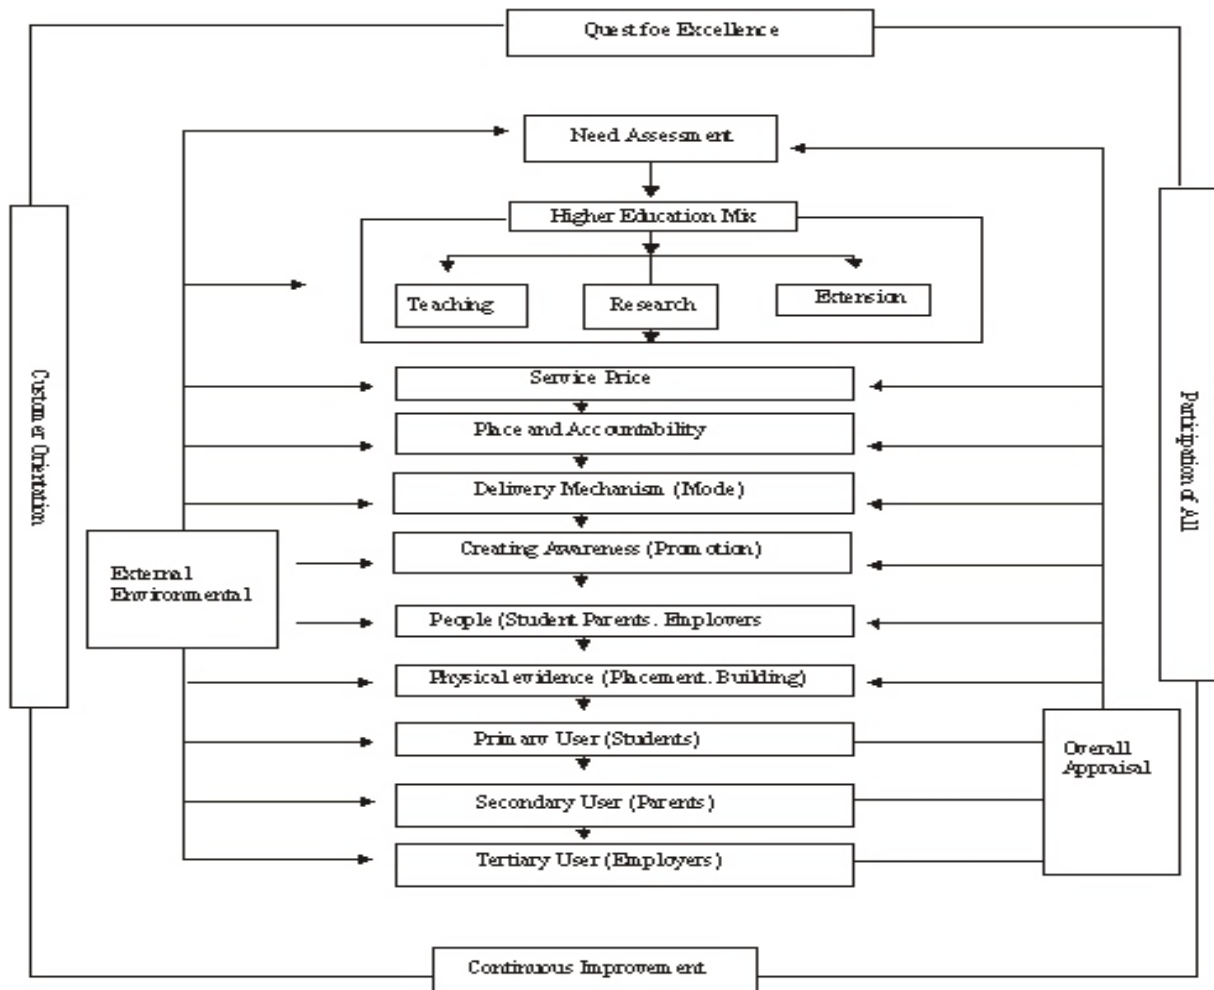 Quest foe Excellence
Need Assessment
Higher Education Mix
Teaching
Research
Extension
Service Price
Place and Accountability
Delivery Mechanism (Mode)
Creating Awareness (Promotion)
People (Student Parents. Employers
Physical evidence (Placement. Building)
Primary User (Students)
Secondary User (Parents)
Tertiary User (Employers)
Customer Orientation
External
Environmental
Participation of All
Overall
Appraisal
Continuous Improvement